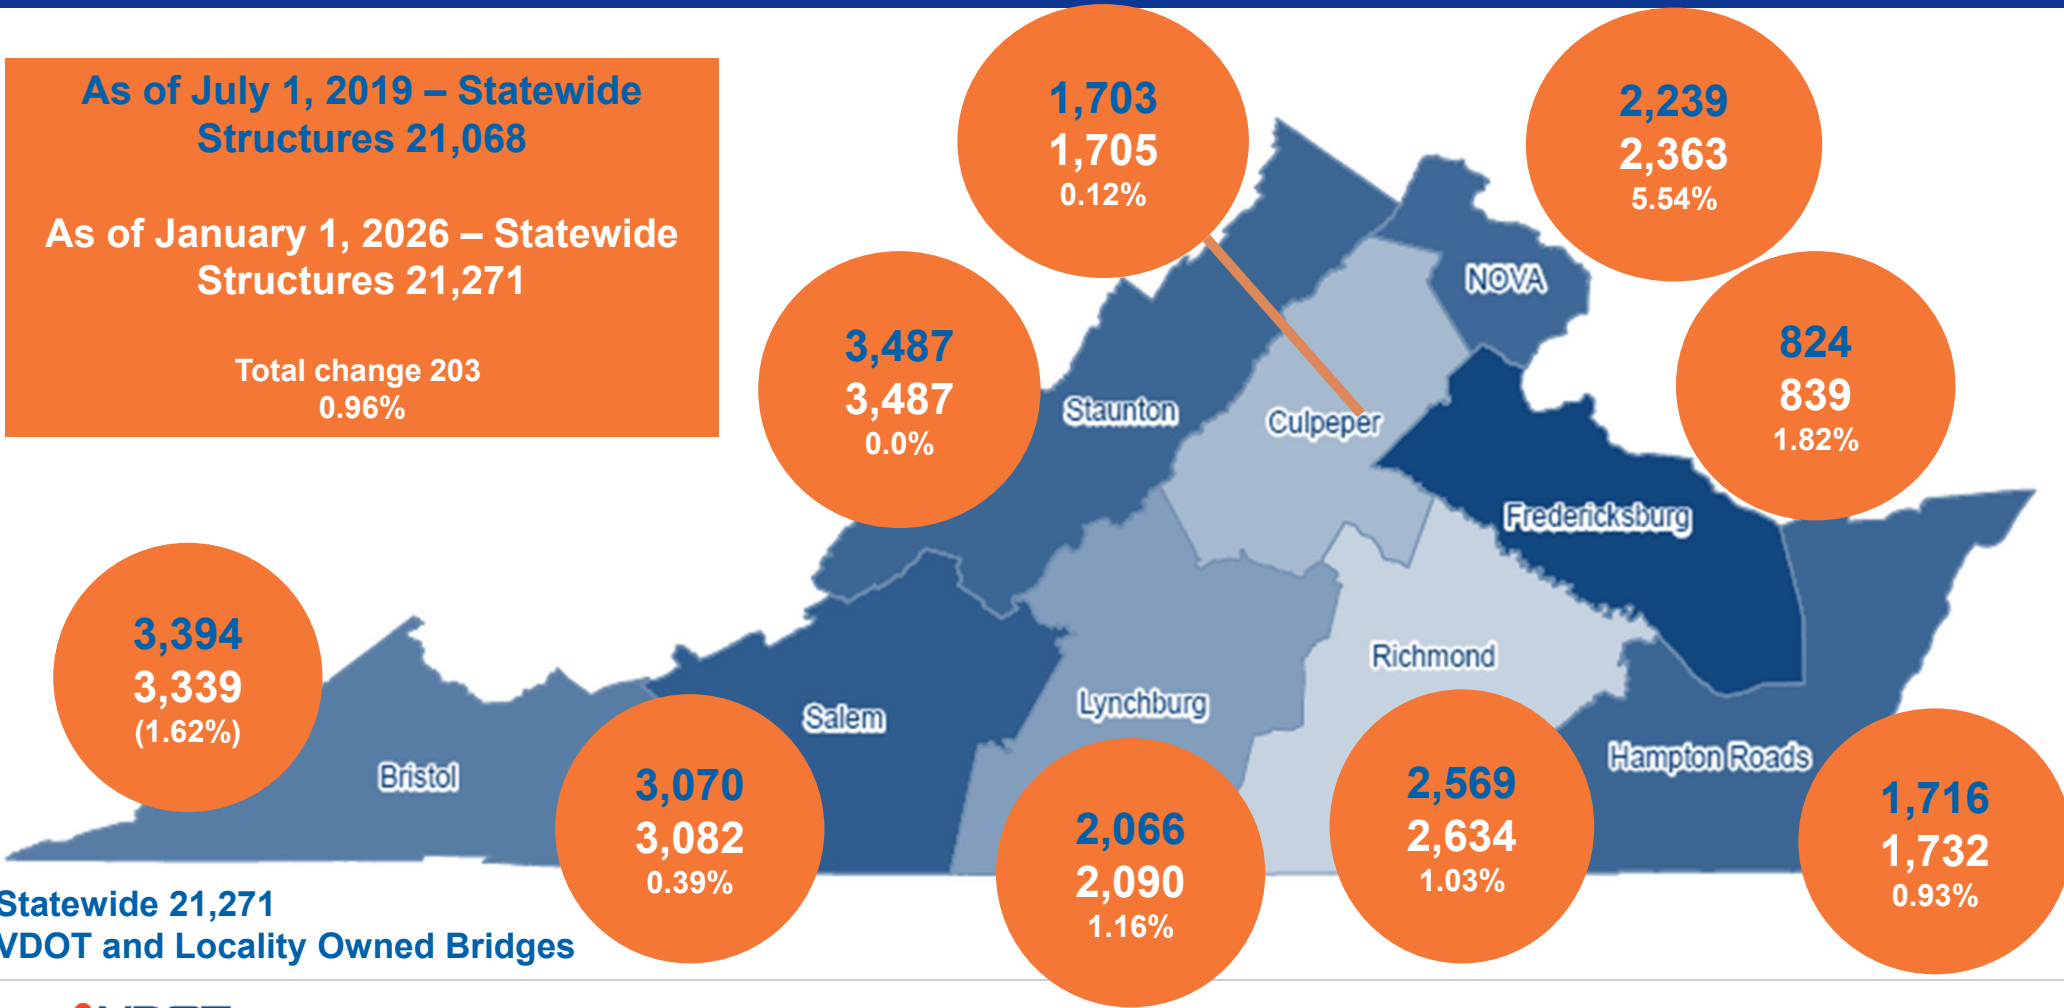 As of July 1, 2019 – Statewide
Structures 21,068
As of January 1, 2026 – Statewide
Structures 21,271
Total change 203
0.96%
1,703
1,705
0.12%
2,239
2,363
5.54%
NOVA
824
839
1.82%
3,487
3,487
0.0%
Staunton
Culpeper
Fredericksburg
3,394
3,339
(1.62%)
Bristol
Salem
Lynchburg
Richmond
Hampton Roads
3,070
3,082
0.39%
2,066
2,090
1.16%
2,569
2,634
1.03%
1,716
1,732
0.93%
Statewide 21,271
VDOT and Locality Owned Bridges